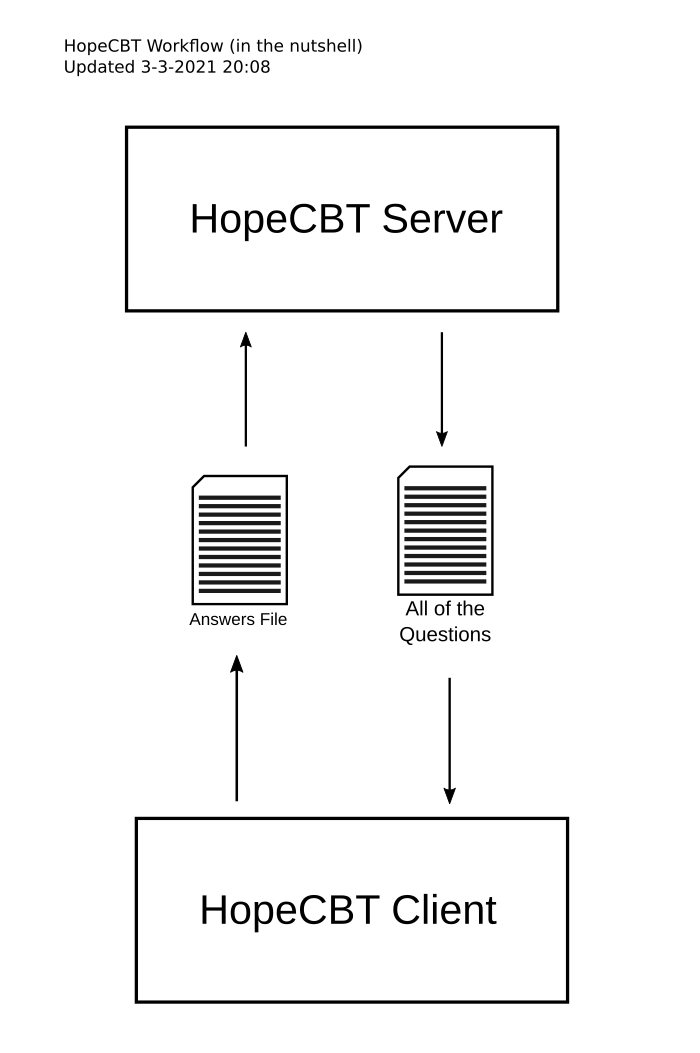 HopeCBT Workflow (in the nutshell)
Updated 3-3-2021 20:08
HopeCBT Server
Answers File
All of the
Questions
HopeCBT Client